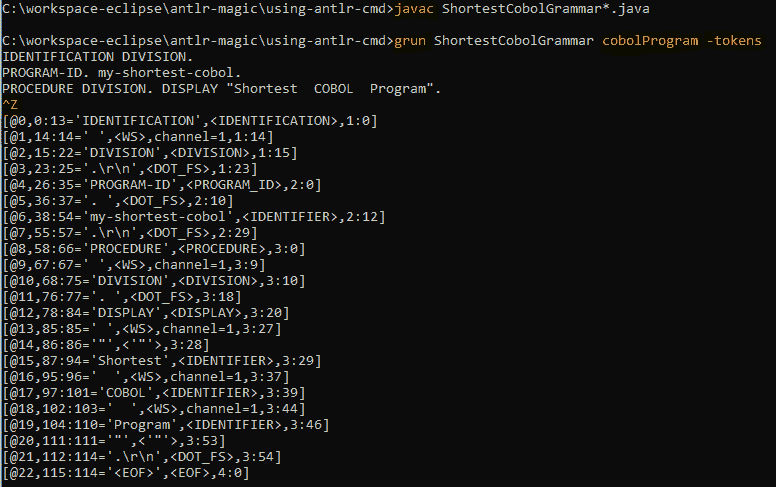 C:\workspace-eclipse\antlr-magic\using-antlr-cmd>javac ShortestCobolGrammar*.java
C:\workspace-eclipse\antlr-magic\using-antlr-cmd>grun ShortestCobolGrammar cobolProgram -tokens
IDENTIFICATION DIVISION.
PROGRAM-ID. my-shortest-cobol.
PROCEDURE DIVISION. DISPLAY "Shortest  COBOL  Program".
^Z
[@0,0:13='IDENTIFICATION',<IDENTIFICATION>,1:0]
[@1,14:14=' ',<WS>,channel=1,1:14]
[@2,15:22='DIVISION',<DIVISION>,1:15]
[@3,23:25='.\r\n',<DOT_FS>,1:23]
[@4,26:35='PROGRAM-ID',<PROGRAM_ID>,2:0]
[@5,36:37='. ',<DOT_FS>,2:10]
[@6,38:54='my-shortest-cobol',<IDENTIFIER>,2:12]
[@7,55:57='.\r\n',<DOT_FS>,2:29]
[@8,58:66='PROCEDURE',<PROCEDURE>,3:0]
[@9,67:67=' ',<WS>,channel=1,3:9]
[@10,68:75='DIVISION',<DIVISION>,3:10]
[@11,76:77='. ',<DOT_FS>,3:18]
[@12,78:84='DISPLAY',<DISPLAY>,3:20]
[@13,85:85=' ',<WS>,channel=1,3:27]
[@14,86:86='"',<'"'>,3:28]
[@15,87:94='Shortest',<IDENTIFIER>,3:29]
[@16,95:96='  ',<WS>,channel=1,3:37]
[@17,97:101='COBOL',<IDENTIFIER>,3:39]
[@18,102:103='  ',<WS>,channel=1,3:44]
[@19,104:110='Program',<IDENTIFIER>,3:46]
[@20,111:111='"',<'"'>,3:53]
[@21,112:114='.\r\n',<DOT_FS>,3:54]
[@22,115:114='<EOF>',<EOF>,4:0]